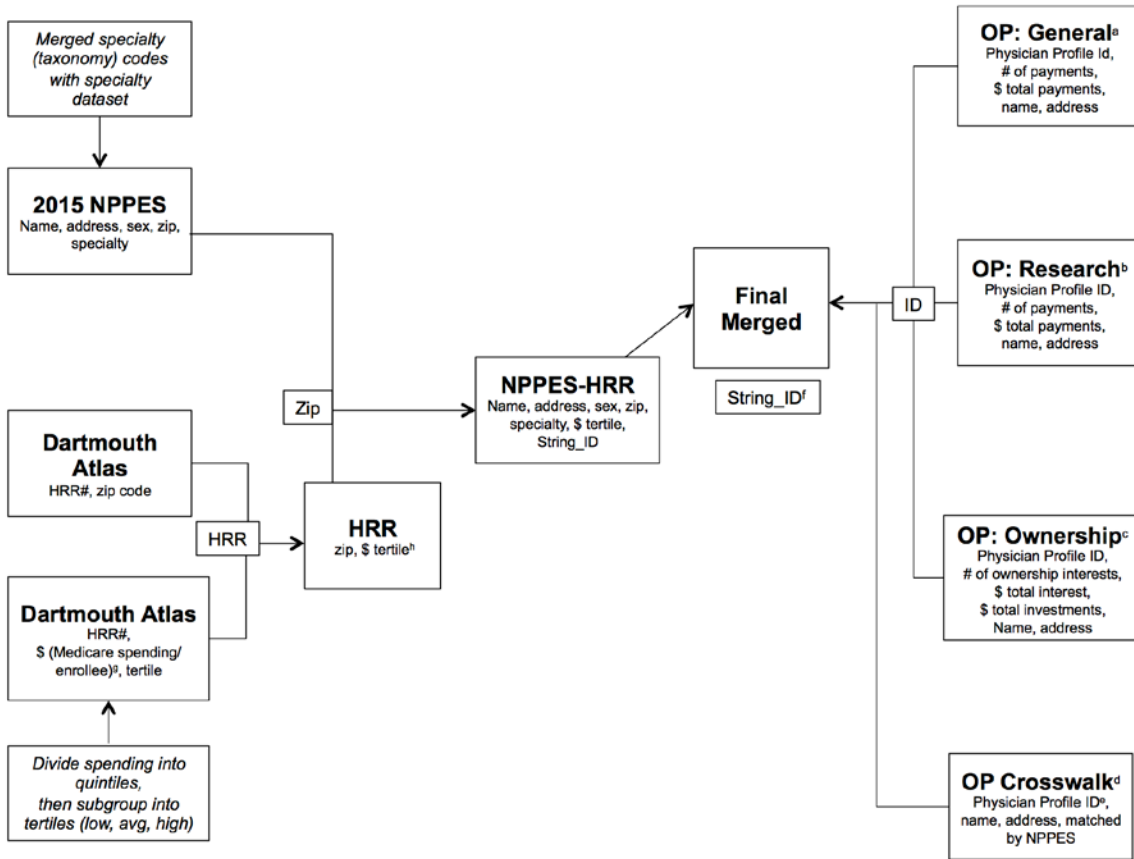 Merged specialty
(taxonomy) codes
with specialty
dataset
2015 NPPES
Name, address, sex, zip,
specialty
Dartmouth
Atlas
HRR#, zip code
HRR
Dartmouth Atlas
HRR#,
$ (Medicare spending/
enrollee)ᵍ, tertile
Divide spending into
quintiles,
then subgroup into
tertiles (low, avg, high)
Zip
HRR
zip, $ tertileʰ
NPPES-HRR
Name, address, sex, zip,
specialty, $ tertile,
String_ID
Final
Merged
String_IDᶠ
ID
OP: Generalᵃ
Physician Profile Id,
# of payments,
$ total payments,
name, address
OP: Researchᵇ
Physician Profile ID,
# of payments,
$ total payments,
name, address
OP: Ownershipᶜ
Physician Profile ID,
# of ownership interests,
$ total interest,
$ total investments,
Name, address
OP Crosswalkᵈ
Physician Profile IDᵉ,
name, address, matched
by NPPES